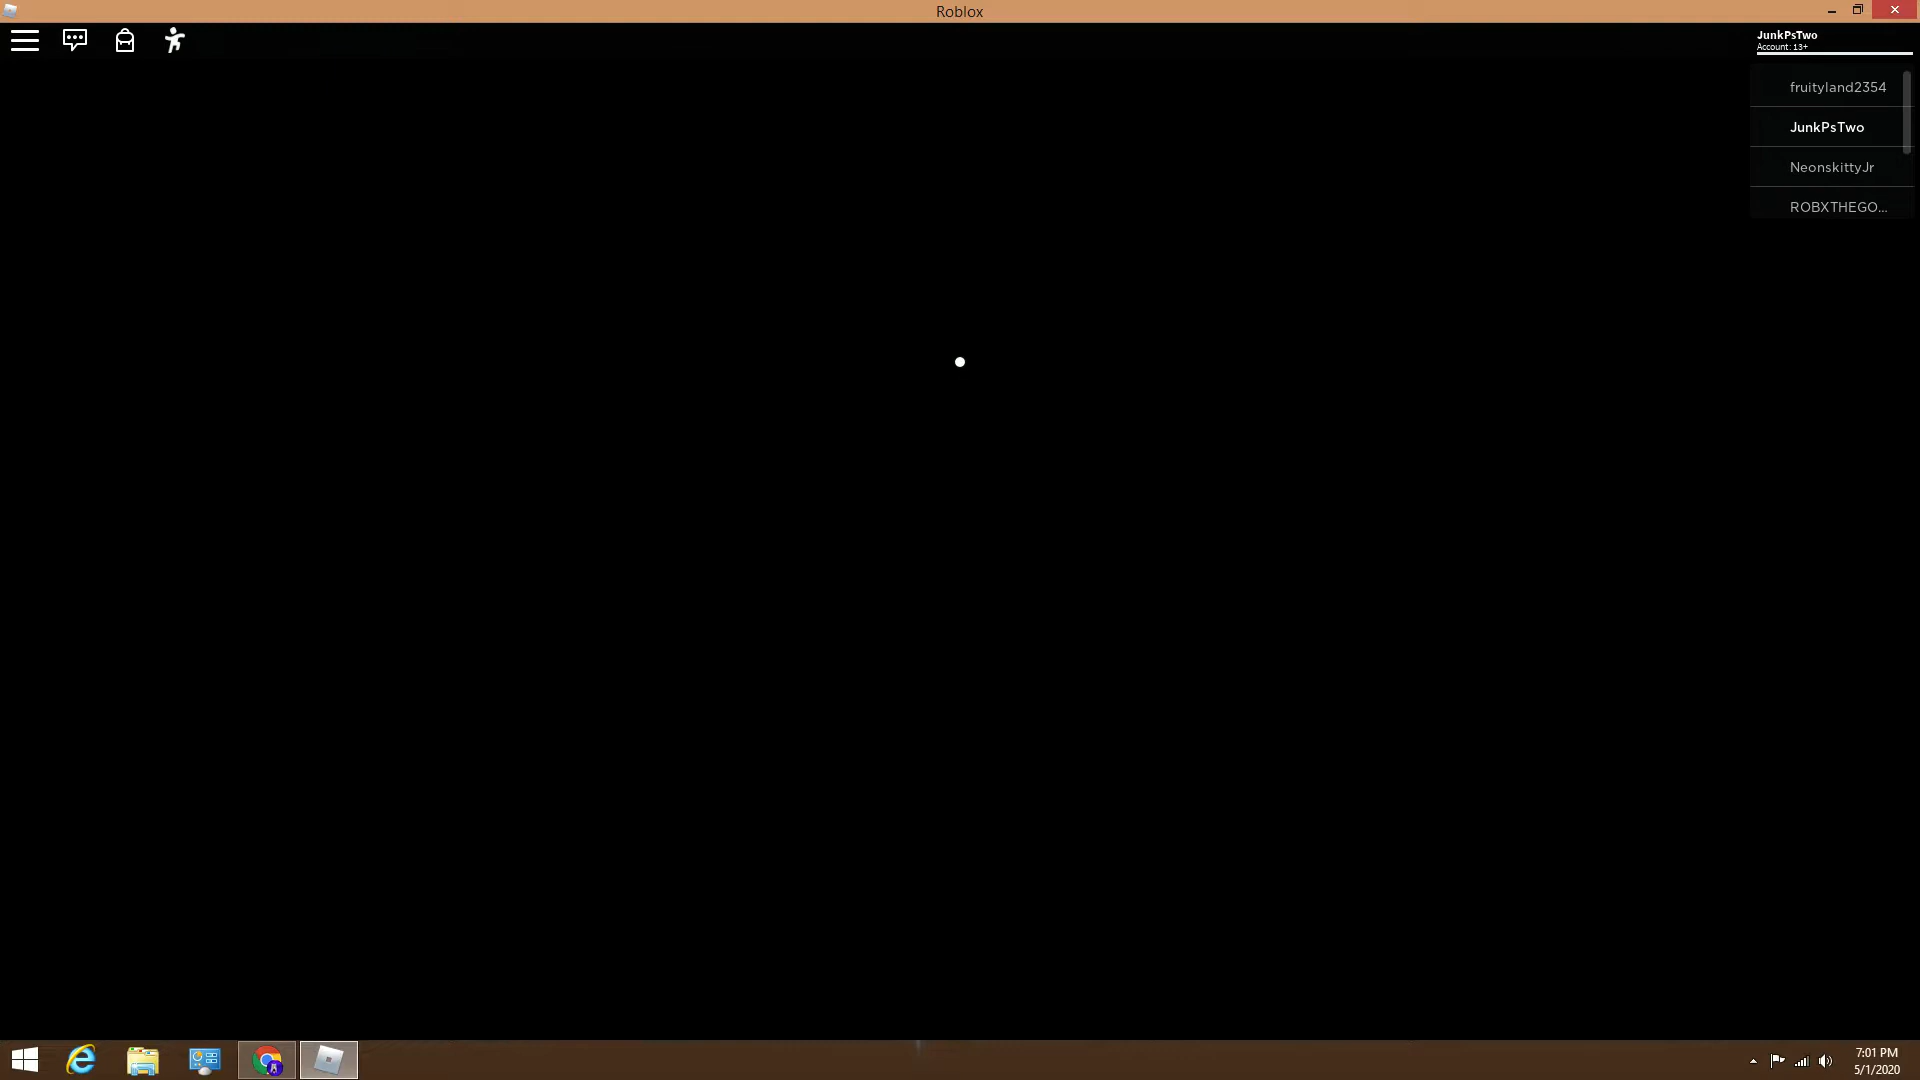 Roblox
JunkPsTwo
Account: 13+
fruityland2354
JunkPsTwo
NeonskittyJr
ROBXTHEGO...
7:01 PM
5/1/2020